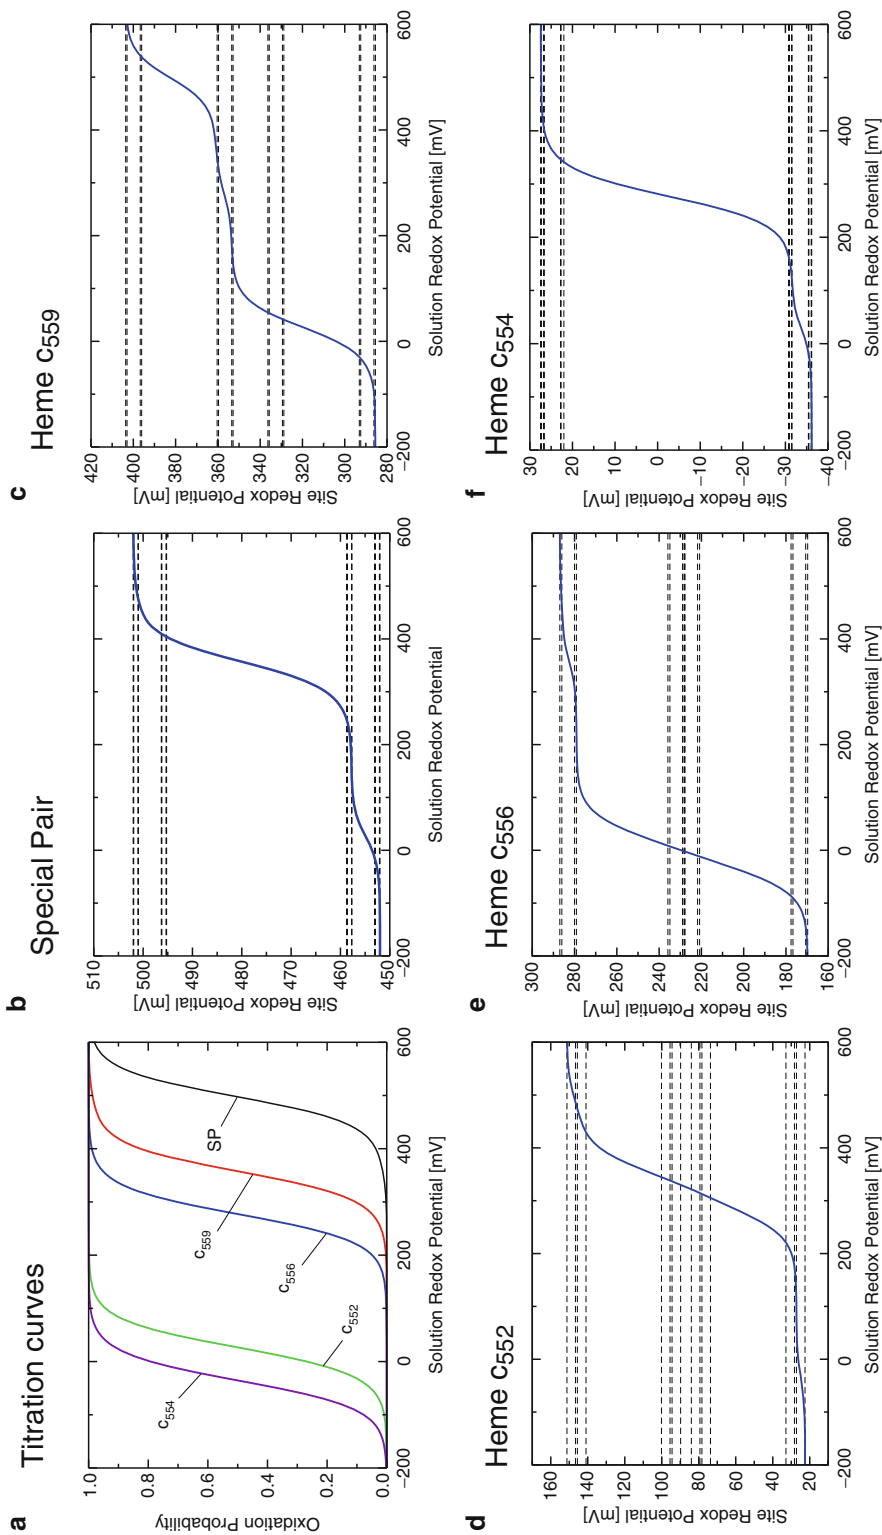 a
Titration curves
Oxidation Probability
1.0
0.8
0.6
0.4
0.2
0.0
SP
c559
c556
c552
c554
−200
0
200
400
600
Solution Redox Potential [mV]
b
Special Pair
Site Redox Potential [mV]
510
500
490
480
470
460
450
−200
0
200
400
600
Solution Redox Potential
c
Heme c559
Site Redox Potential [mV]
420
400
380
360
340
320
300
280
−200
0
200
400
600
Solution Redox Potential [mV]
d
Heme c552
Site Redox Potential [mV]
160
140
120
100
80
60
40
20
−200
0
200
400
600
Solution Redox Potential [mV]
e
Heme c556
Site Redox Potential [mV]
300
280
260
240
220
200
180
160
−200
0
200
400
600
Solution Redox Potential [mV]
f
Heme c554
Site Redox Potential [mV]
30
20
10
0
−10
−20
−30
−40
−200
0
200
400
600
Solution Redox Potential [mV]